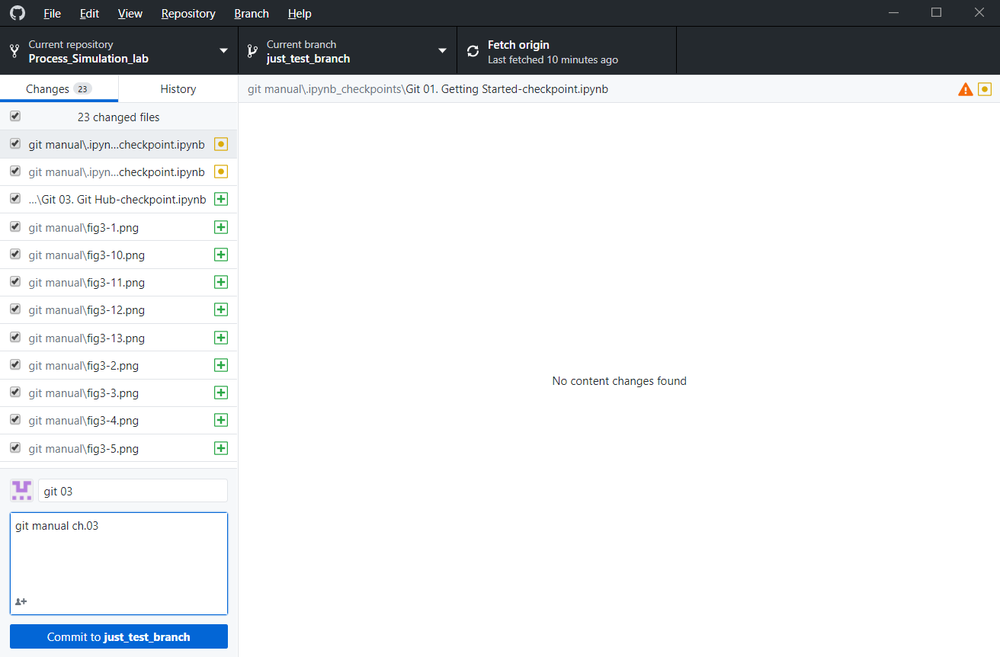 File Edit View Repository Branch Help
Current repository
Process_Simulation_lab
Current branch
just_test_branch
Fetch origin
Last fetched 10 minutes ago
Changes 23
History
git manual\.ipynb_checkpoints\Git 01. Getting Started-checkpoint.ipynb
23 changed files
git manual\.ipyn...checkpoint.ipynb
git manual\.ipyn...checkpoint.ipynb
...\Git 03. Git Hub-checkpoint.ipynb
git manual\fig3-1.png
git manual\fig3-10.png
git manual\fig3-11.png
git manual\fig3-12.png
git manual\fig3-13.png
git manual\fig3-2.png
git manual\fig3-3.png
git manual\fig3-4.png
git manual\fig3-5.png
No content changes found
git 03
git manual ch.03
Commit to just_test_branch